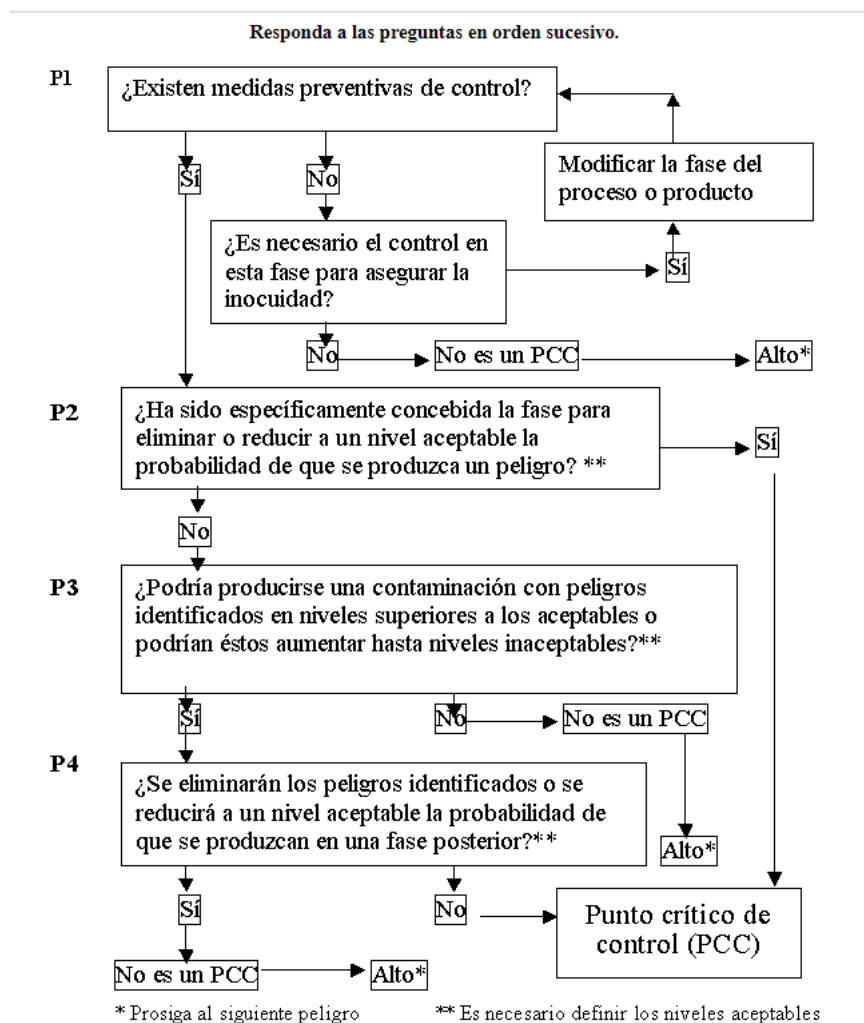 Responda a las preguntas en orden sucesivo.
P1
¿Existen medidas preventivas de control?
Sí
No
Modificar la fase del
proceso o producto
¿Es necesario el control en
esta fase para asegurar la
inocuidad?
Sí
No
No es un PCC
Alto*
P2
¿Ha sido específicamente concebida la fase para
eliminar o reducir a un nivel aceptable la
probabilidad de que se produzca un peligro? **
Sí
No
P3
¿Podría producirse una contaminación con peligros
identificados en niveles superiores a los aceptables o
podrían éstos aumentar hasta niveles inaceptables?**
Sí
No
No es un PCC
Alto*
P4
¿Se eliminarán los peligros identificados o se
reducirá a un nivel aceptable la probabilidad de
que se produzcan en una fase posterior?**
Sí
No
Punto crítico de
control (PCC)
No es un PCC
Alto*
* Prosiga al siguiente peligro
** Es necesario definir los niveles aceptables